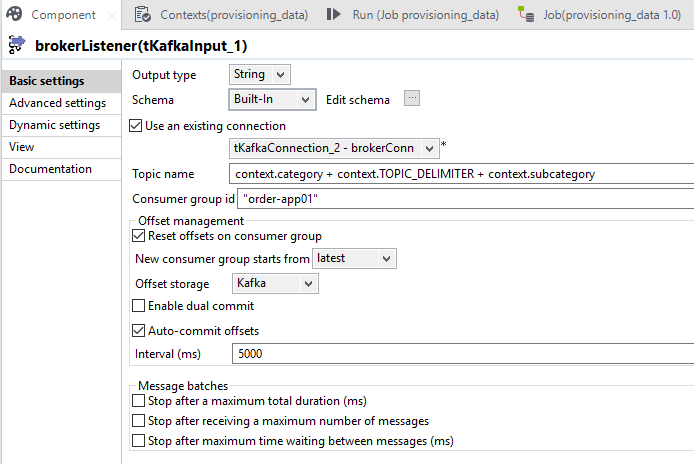 Component Contexts(provisioning_data) Run (Job provisioning_data) Job(provisioning_data 1.0)
brokerListener(tKafkaInput_1)
Basic settings
Advanced settings
Dynamic settings
View
Documentation
Output type String
Schema Built-In Edit schema ...
Use an existing connection
tKafkaConnection_2 - brokerConn *
Topic name context.category + context.TOPIC_DELIMITER + context.subcategory
Consumer group id "order-app01"
Offset management
Reset offsets on consumer group
New consumer group starts from latest
Offset storage Kafka
Enable dual commit
Auto-commit offsets
Interval (ms) 5000
Message batches
Stop after a maximum total duration (ms)
Stop after receiving a maximum number of messages
Stop after maximum time waiting between messages (ms)